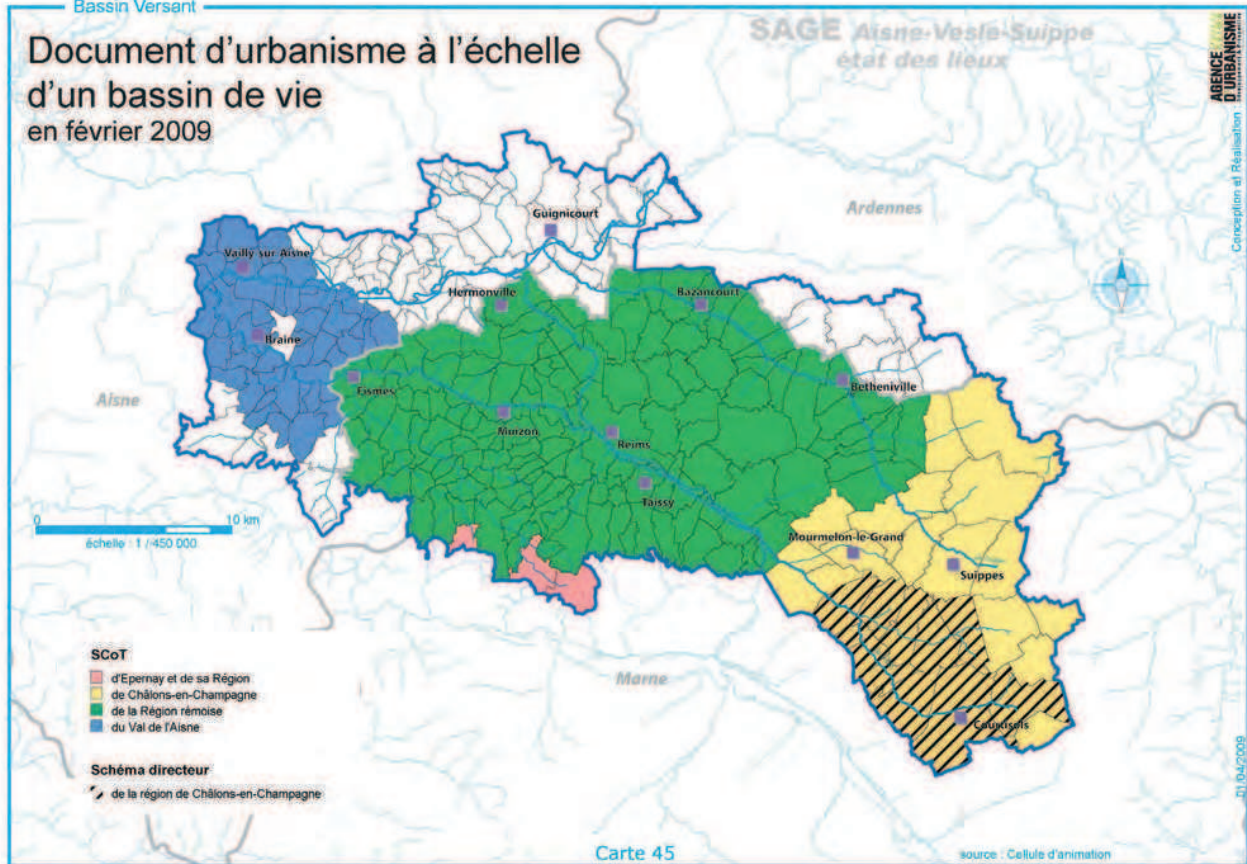 Bassin Versant
Document d'urbanisme à l'échelle
d'un bassin de vie
en février 2009
SAGE Aisne-Vesle-Suippe
état des lieux
AGENCE
D'URBANISME
Conception et Réalisation :
Ardennes
Guignicourt
Vailly sur Aisne
Hermonville
Bazancourt
Braine
Fismes
Betheniville
Aisne
Muizon
Reims
Taissy
0 10 km
échelle : 1 / 450 000
Mourmelon-le-Grand
Suippes
Marne
Courtisols
SCoT
d'Epernay et de sa Région
de Châlons-en-Champagne
de la Région rémoise
du Val de l'Aisne
Schéma directeur
de la région de Châlons-en-Champagne
Carte 45
source : Cellule d'animation
01/04/2009